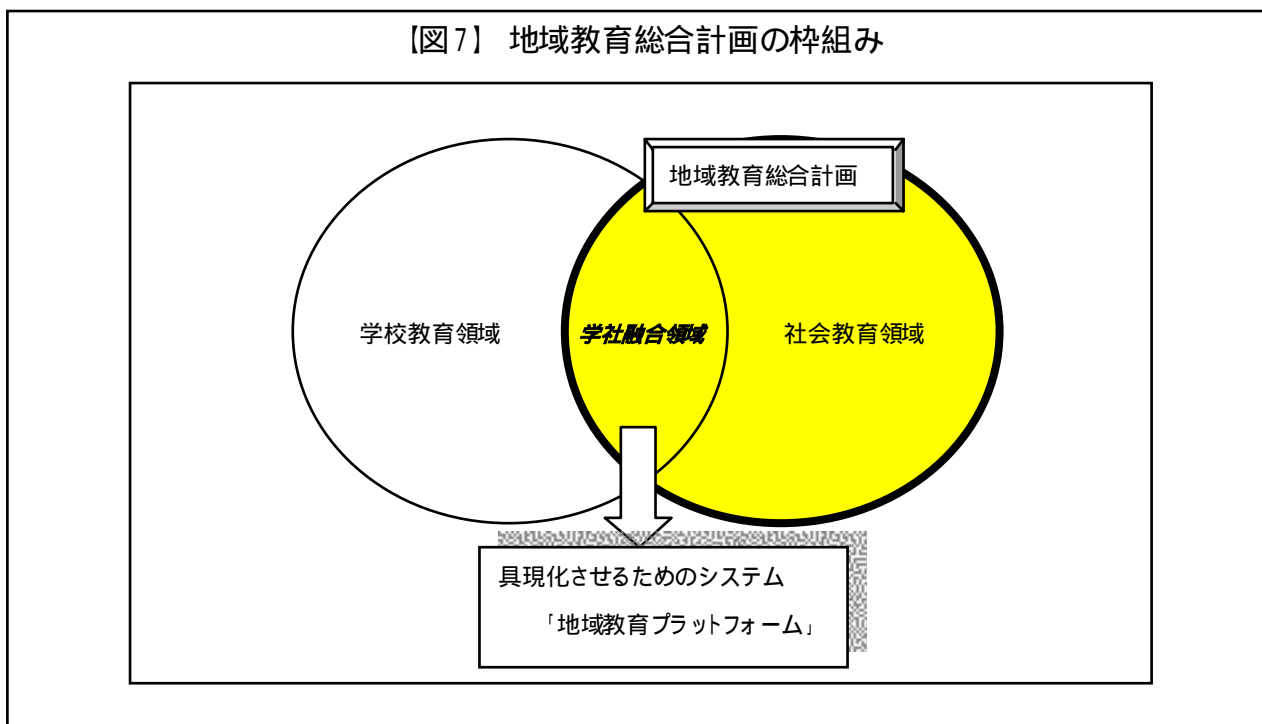 【図7】 地域教育総合計画の枠組み
地域教育総合計画
学校教育領域
学社融合領域
社会教育領域
具現化させるためのシステム
「地域教育プラットフォーム」